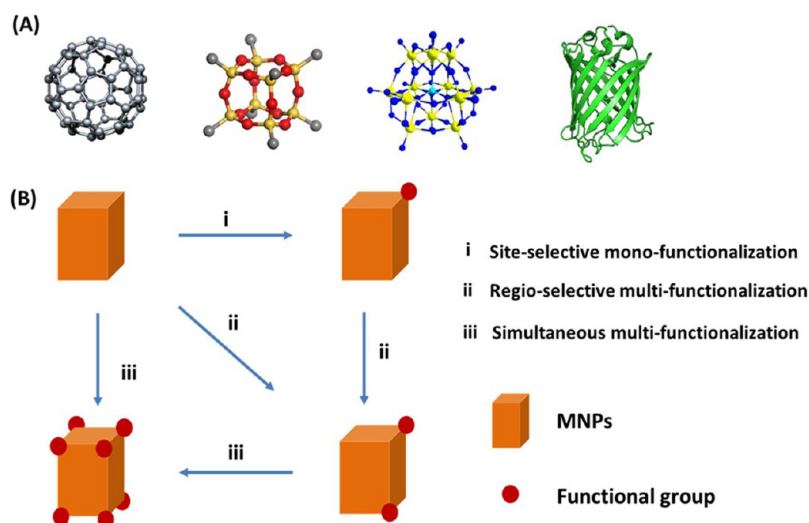 (A)
(B)
i
i Site-selective mono-functionalization
ii Regio-selective multi-functionalization
iii Simultaneous multi-functionalization
ii
ii
iii
iii
MNPs
Functional group